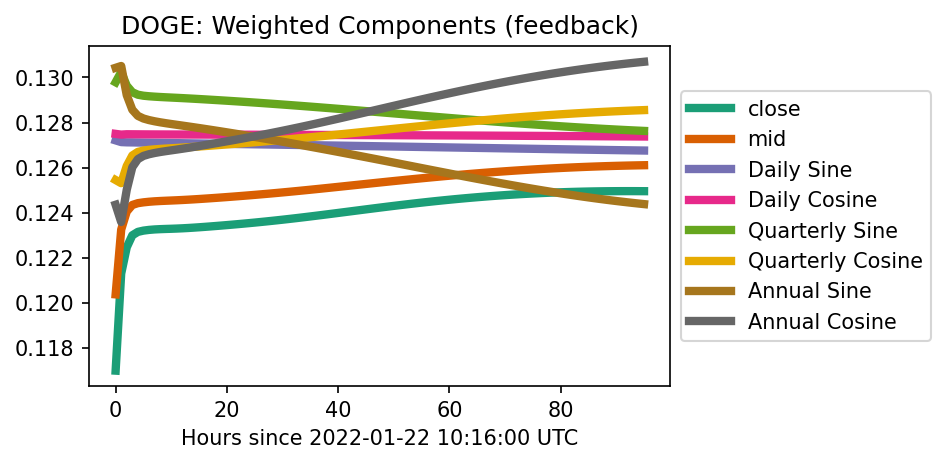 DOGE: Weighted Components (feedback)
0.130
0.128
0.126
0.124
0.122
0.120
0.118
0 20 40 60 80
Hours since 2022-01-22 10:16:00 UTC
close
mid
Daily Sine
Daily Cosine
Quarterly Sine
Quarterly Cosine
Annual Sine
Annual Cosine